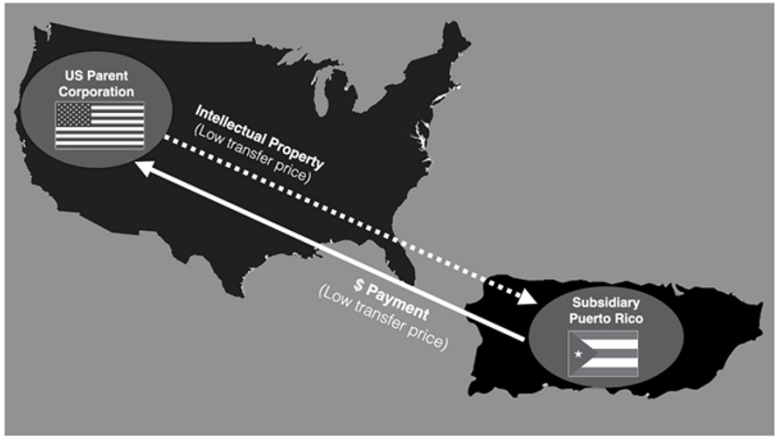 US Parent
Corporation
Intellectual Property
(Low transfer price)
$ Payment
(Low transfer price)
Subsidiary
Puerto Rico